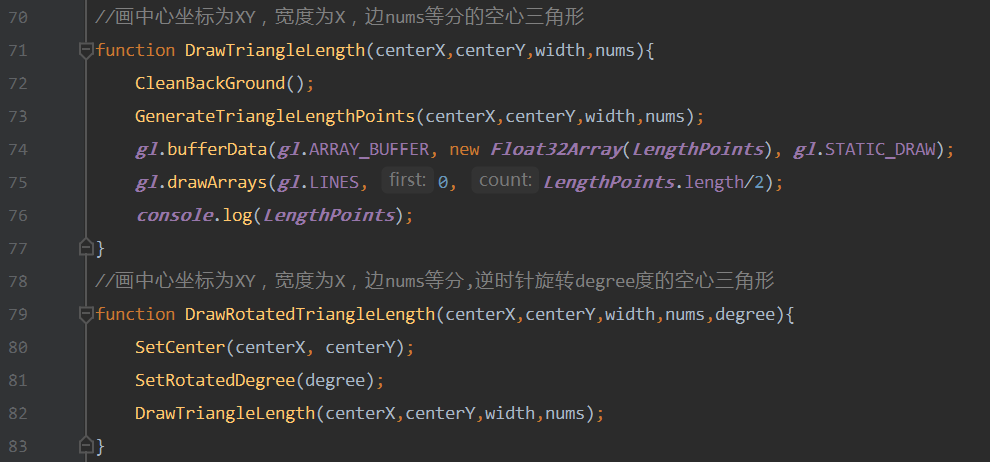 70 //画中心坐标为XY，宽度为X，边nums等分的空心三角形
71 function DrawTriangleLength(centerX,centerY,width,nums){
72 CleanBackGround();
73 GenerateTriangleLengthPoints(centerX,centerY,width,nums);
74 gl.bufferData(gl.ARRAY_BUFFER, new Float32Array(LengthPoints), gl.STATIC_DRAW);
75 gl.drawArrays(gl.LINES, first: 0, count: LengthPoints.length/2);
76 console.log(LengthPoints);
77 }
78 //画中心坐标为XY，宽度为X，边nums等分,逆时针旋转degree度的空心三角形
79 function DrawRotatedTriangleLength(centerX,centerY,width,nums,degree){
80 SetCenter(centerX, centerY);
81 SetRotatedDegree(degree);
82 DrawTriangleLength(centerX,centerY,width,nums);
83 }